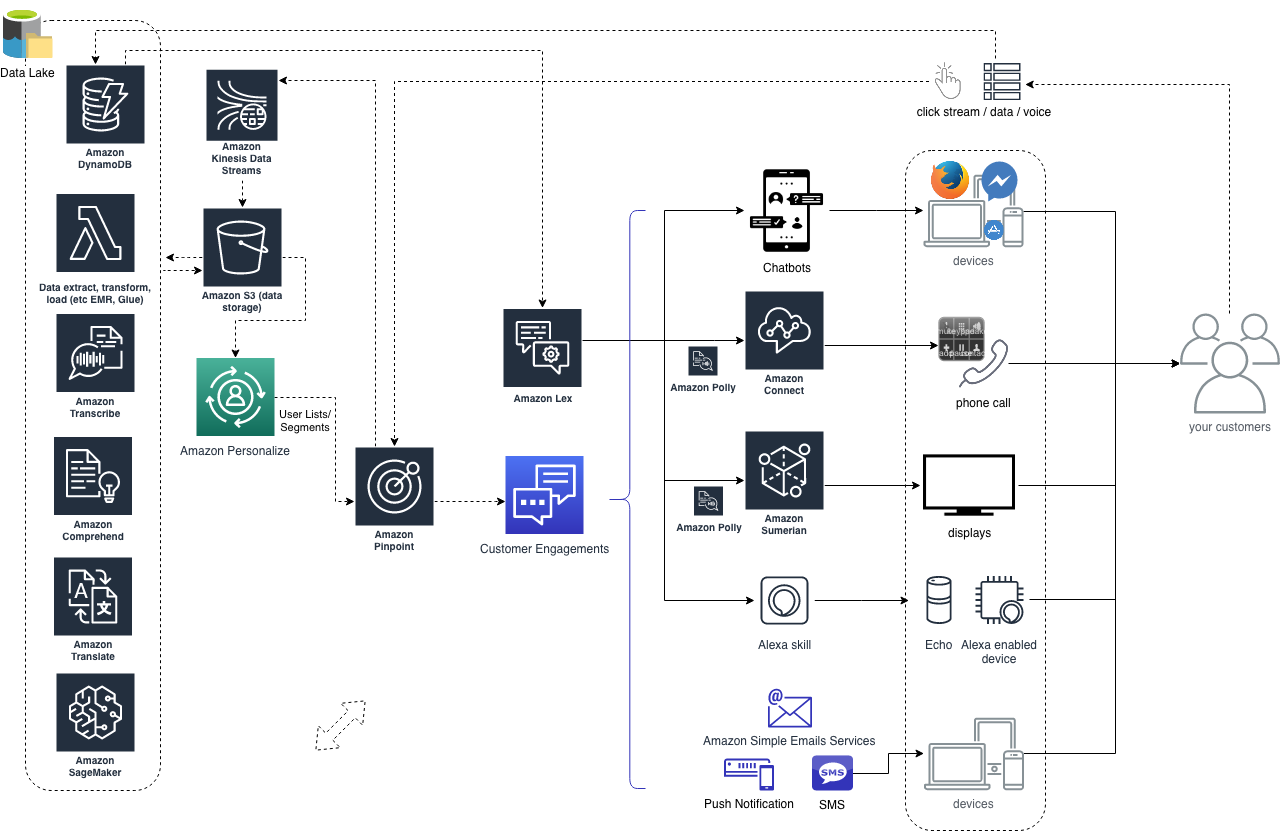 Data Lake
Amazon
DynamoDB
Amazon
Kinesis Data
Streams
click stream / data / voice
Data extract, transform,
load (etc EMR, Glue)
Amazon S3 (data
storage)
Amazon
Transcribe
Amazon Personalize
User Lists/
Segments
Amazon
Comprehend
Amazon
Pinpoint
A
文
Amazon
Translate
Amazon
SageMaker
Amazon Lex
Customer Engagements
Chatbots
Amazon Polly
Amazon
Connect
Amazon Polly
Amazon
Sumerian
Alexa skill
@
Amazon Simple Emails Services
Push Notification
SMS
SMS
devices
phone call
displays
Echo
Alexa enabled
device
devices
your customers